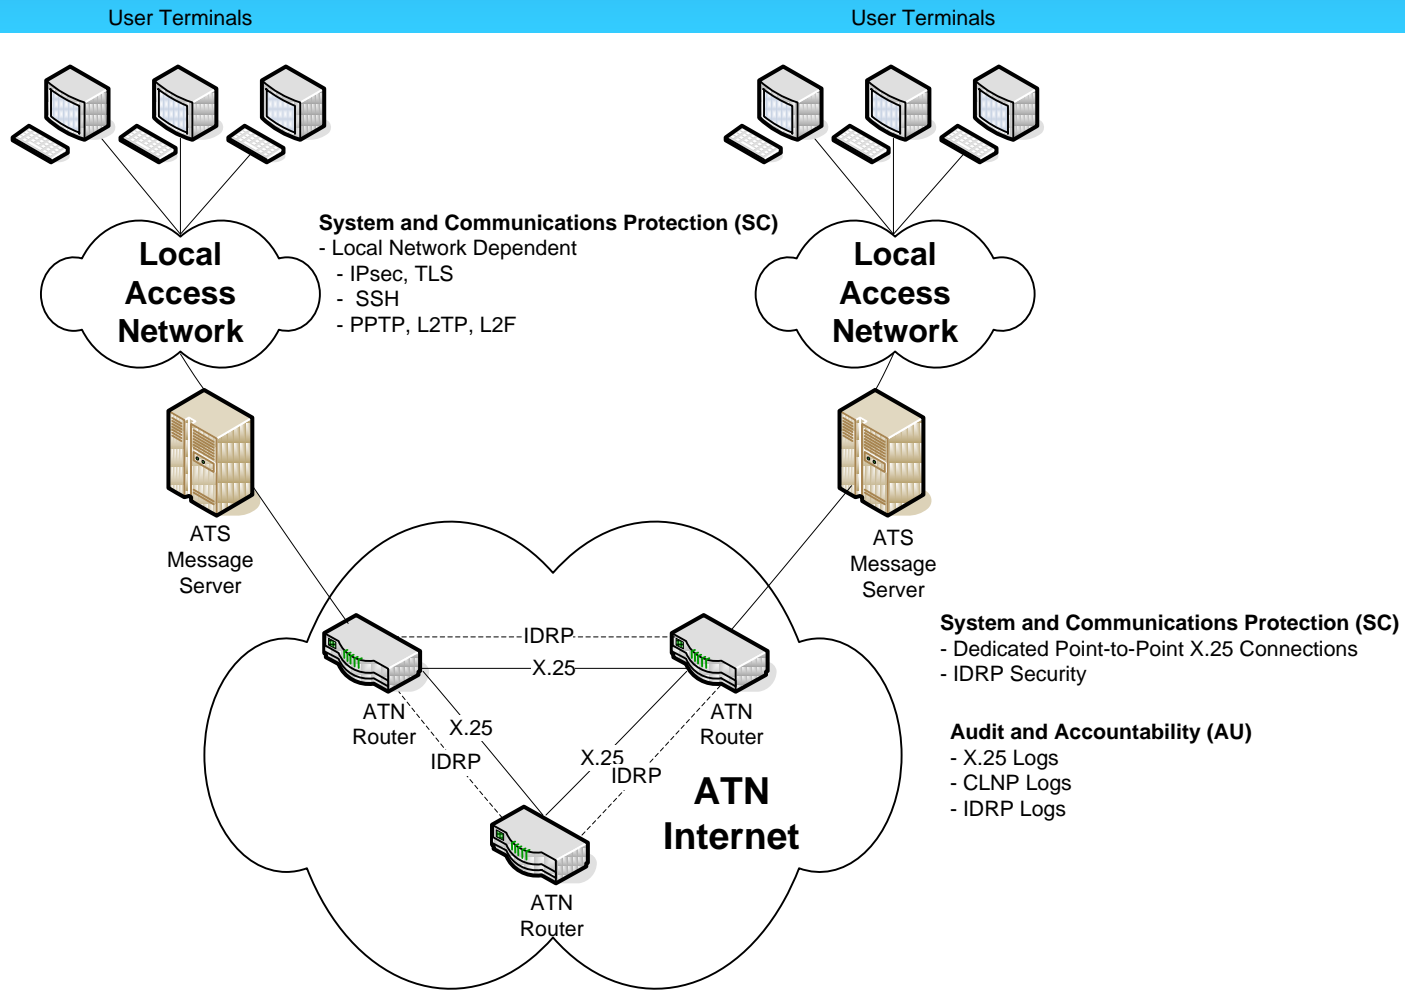 User Terminals
User Terminals
System and Communications Protection (SC)
- Local Network Dependent
- IPsec, TLS
- SSH
- PPTP, L2TP, L2F
Local
Access
Network
Local
Access
Network
ATS
Message
Server
ATS
Message
Server
IDRP
X.25
ATN
Router
ATN
Router
X.25
IDRP
X.25
IDRP
ATN
Internet
ATN
Router
System and Communications Protection (SC)
- Dedicated Point-to-Point X.25 Connections
- IDRP Security
Audit and Accountability (AU)
- X.25 Logs
- CLNP Logs
- IDRP Logs